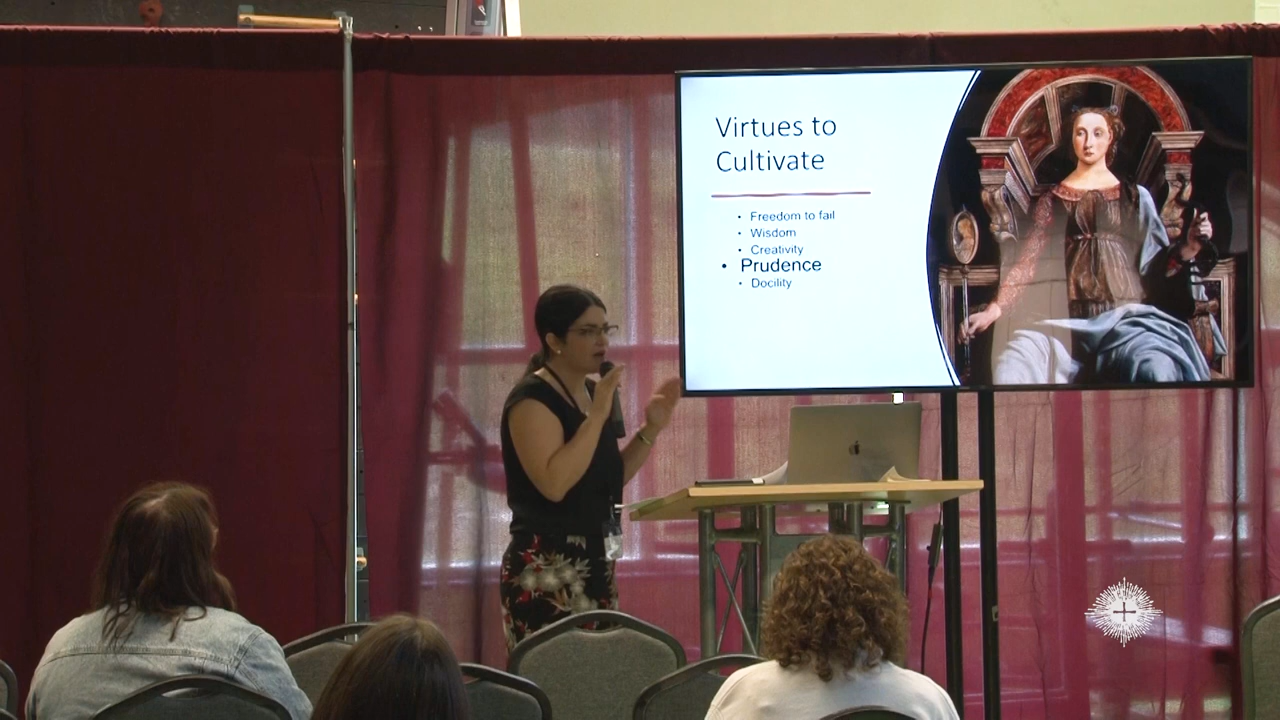 Virtues to
Cultivate
• Freedom to fail
• Wisdom
• Creativity
• Prudence
• Docility